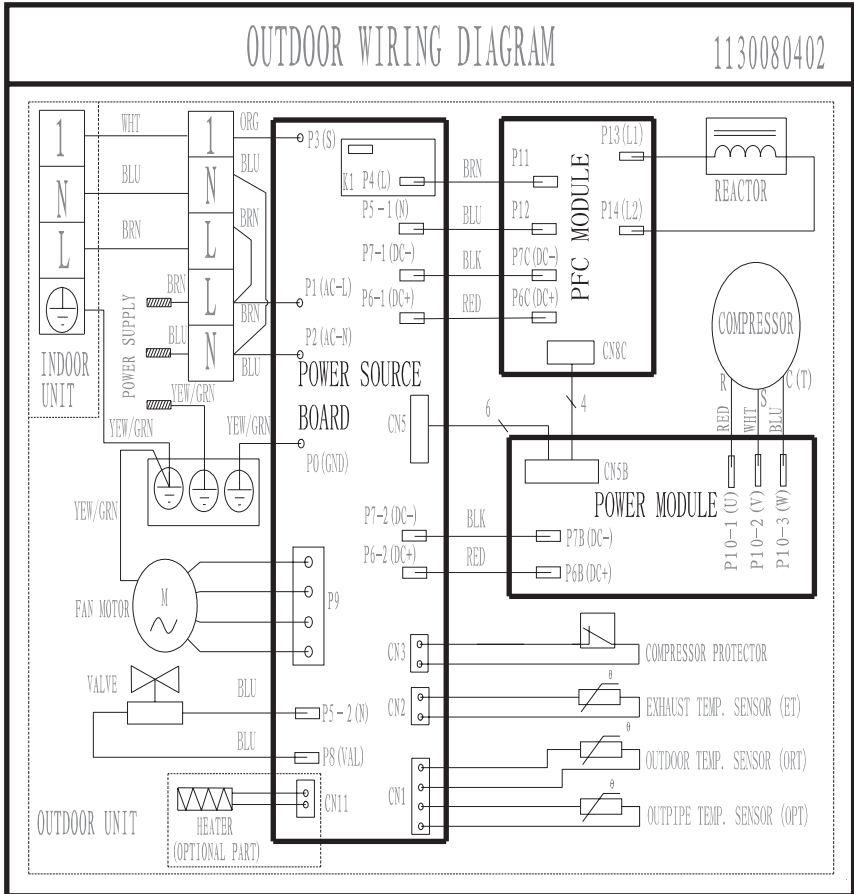 OUTDOOR WIRING DIAGRAM
1130080402
1
WHT
1
ORG
P3 (S)
N
BLU
N
BLU
L
BRN
L
BRN
BRN
L
BRN
P1 (AC-L)
BLU
N
BLU
P2 (AC-N)
POWER SUPPLY
INDOOR
UNIT
YEW/GRN
YEW/GRN
YEW/GRN
P0 (GND)
YEW/GRN
K1
P4 (L)
P5-1 (N)
P7-1 (DC-)
P6-1 (DC+)
POWER SOURCE
BOARD
CN5
BRN
BLU
BLK
RED
P11
P12
P7C (DC-)
P6C (DC+)
PFC MODULE
P13 (L1)
P14 (L2)
CN8C
REACTOR
COMPRESSOR
R
S
C (T)
RED
WHT
BLU
6
4
CN5B
POWER MODULE
P10-1 (U)
P10-2 (V)
P10-3 (W)
P7-2 (DC-)
BLK
P7B (DC-)
P6-2 (DC+)
RED
P6B (DC+)
FAN MOTOR
M
P9
VALVE
BLU
P5-2 (N)
BLU
P8 (VAL)
HEATER
(OPTIONAL PART)
CN11
OUTDOOR UNIT
CN3
COMPRESSOR PROTECTOR
CN2
θ
EXHAUST TEMP. SENSOR (ET)
CN1
θ
OUTDOOR TEMP. SENSOR (ORT)
θ
OUTPIPE TEMP. SENSOR (OPT)